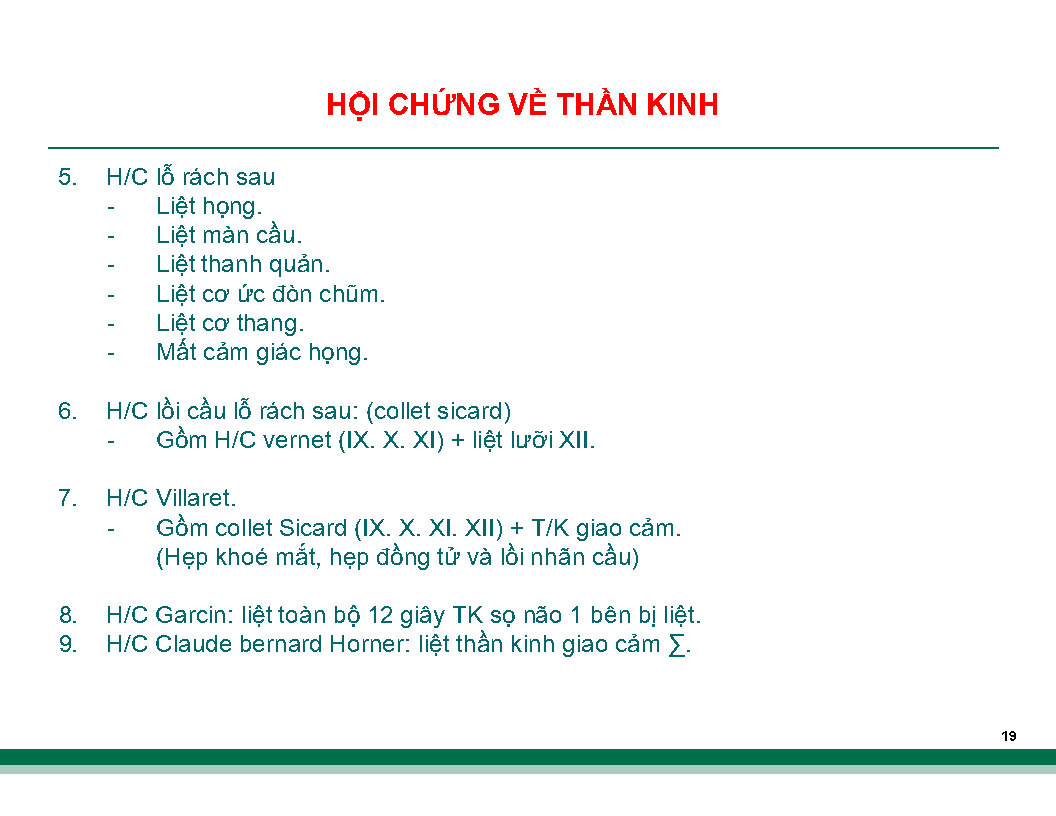 HỘI CHỨNG VỀ THẦN KINH
5. H/C lỗ rách sau
- Liệt họng.
- Liệt màn cầu.
- Liệt thanh quản.
- Liệt cơ ức đòn chũm.
- Liệt cơ thang.
- Mất cảm giác họng.
6. H/C lồi cầu lỗ rách sau: (collet sicard)
- Gồm H/C vernet (IX. X. XI) + liệt lưỡi XII.
7. H/C Villaret.
- Gồm collet Sicard (IX. X. XI. XII) + T/K giao cảm.
(Hẹp khoé mắt, hẹp đồng tử và lồi nhãn cầu)
8. H/C Garcin: liệt toàn bộ 12 giây TK sọ não 1 bên bị liệt.
9. H/C Claude bernard Horner: liệt thần kinh giao cảm ∑.
19